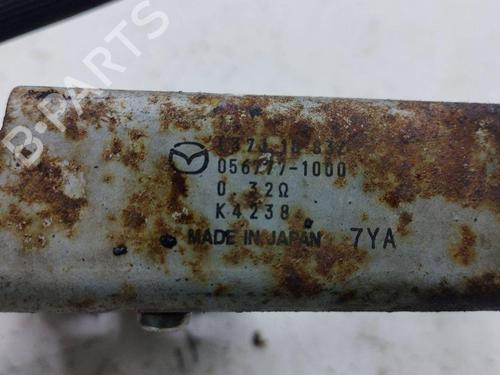 056777-1000
0.32Ω
K4238
MADE IN JAPAN 7YA
B-PARTS